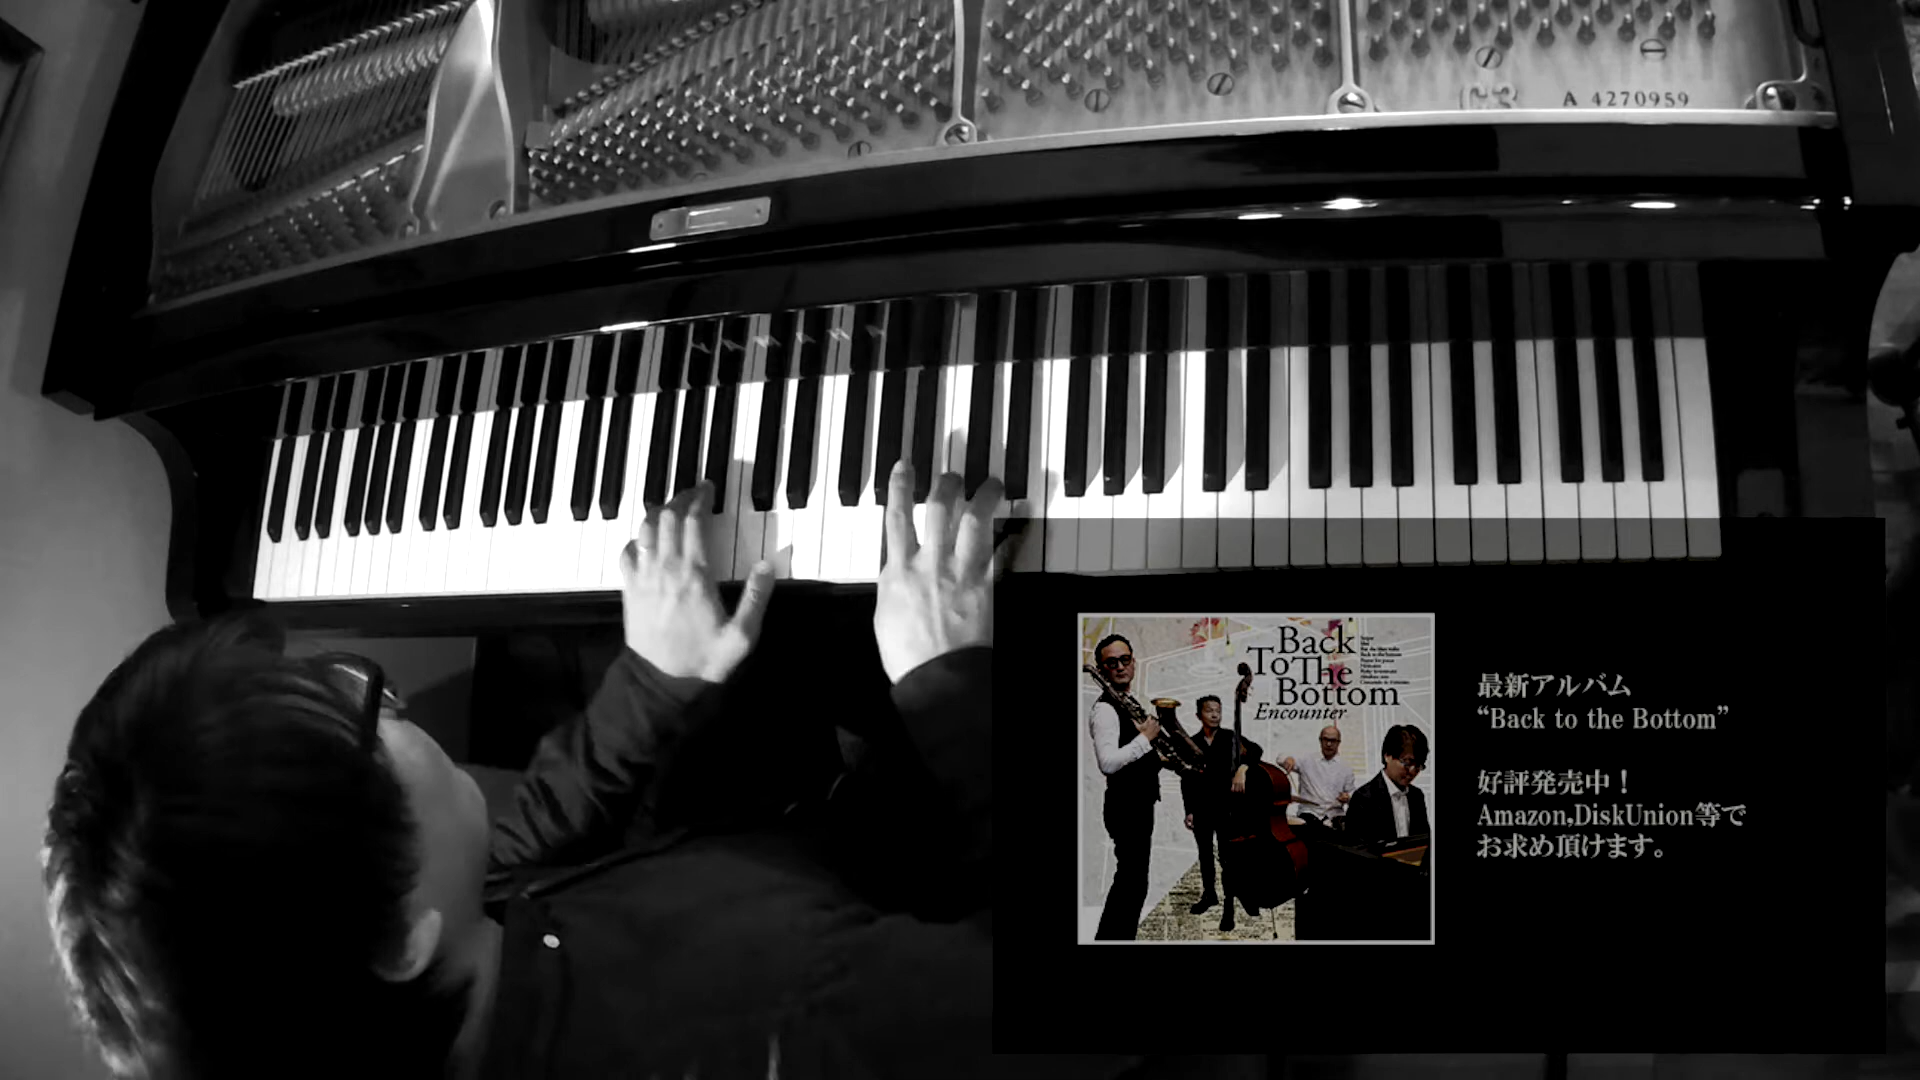 A 4270959
YAMAHA
Back
To The
Bottom
Encounter
最新アルバム
“Back to the Bottom”
好評発売中！
Amazon,DiskUnion等で
お求め頂けます。